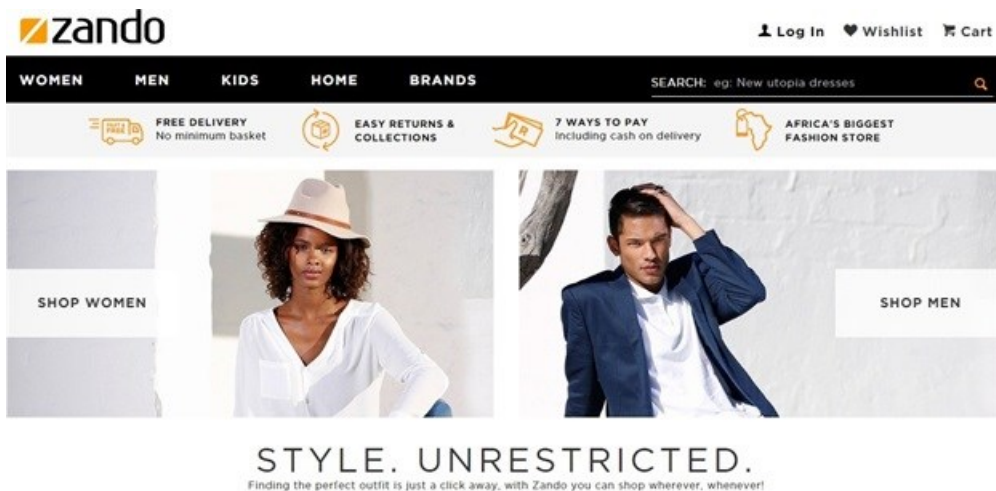 zando
Log In Wishlist Cart
WOMEN MEN KIDS HOME BRANDS SEARCH: eg: New utopia dresses
FAST & FREE
FREE DELIVERY
No minimum basket
EASY RETURNS &
COLLECTIONS
R
7 WAYS TO PAY
Including cash on delivery
AFRICA'S BIGGEST
FASHION STORE
SHOP WOMEN
SHOP MEN
STYLE. UNRESTRICTED.
Finding the perfect outfit is just a click away, with Zando you can shop wherever, whenever!